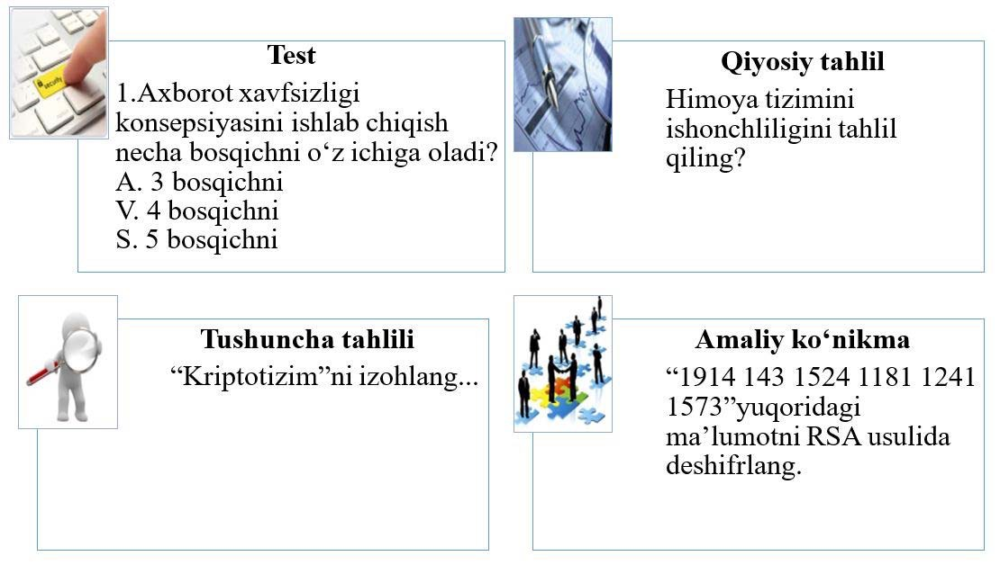 Test
1.Axborot xavfsizligi
konsepsiyasini ishlab chiqish
necha bosqichni o‘z ichiga oladi?
A. 3 bosqichni
V. 4 bosqichni
S. 5 bosqichni
Qiyosiy tahlil
Himoya tizimini
ishonchliligini tahlil
qiling?
Tushuncha tahlili
“Kriptotizim”ni izohlang...
Amaliy ko‘nikma
“1914 143 1524 1181 1241
1573”yuqoridagi
ma’lumotni RSA usulida
deshifrlang.
security